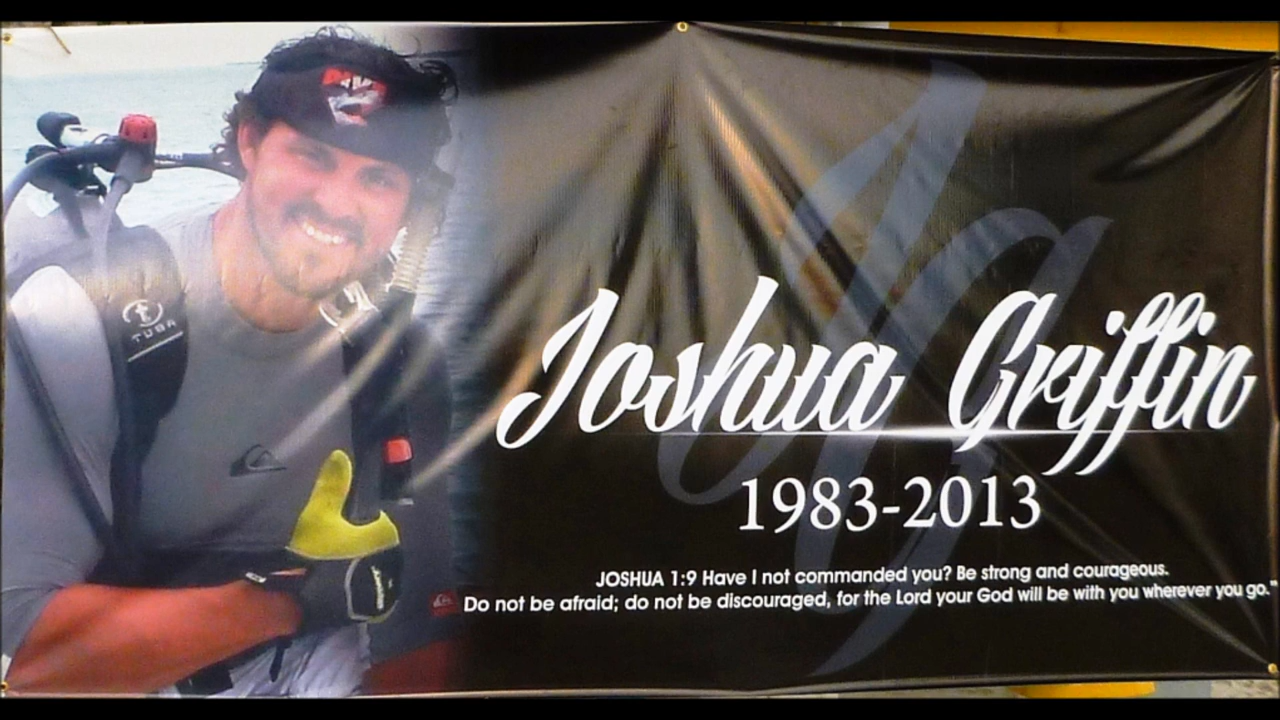 TUSA
Joshua Griffin
1983-2013
JOSHUA 1:9 Have I not commanded you? Be strong and courageous.
Do not be afraid; do not be discouraged, for the Lord your God will be with you wherever you go."